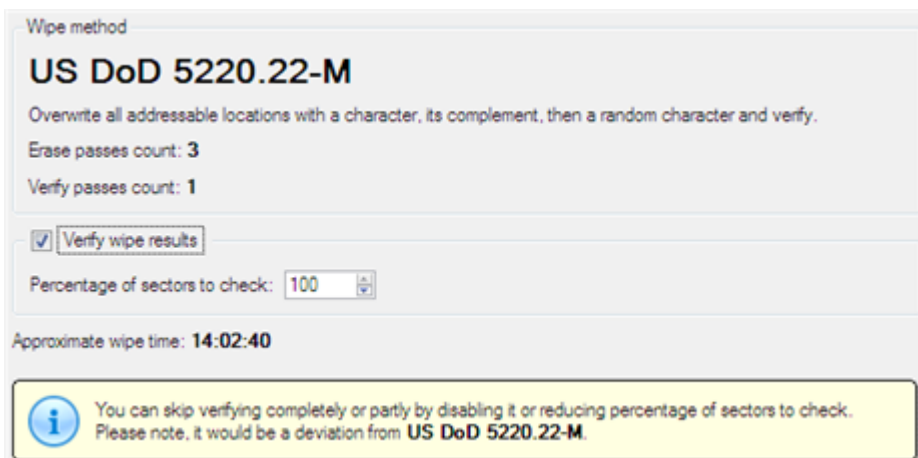 Wipe method
US DoD 5220.22-M
Overwrite all addressable locations with a character, its complement, then a random character and verify.
Erase passes count: 3
Verify passes count: 1
Verify wipe results
Percentage of sectors to check: 100
Approximate wipe time: 14:02:40
You can skip verifying completely or partly by disabling it or reducing percentage of sectors to check.
Please note, it would be a deviation from US DoD 5220.22-M.